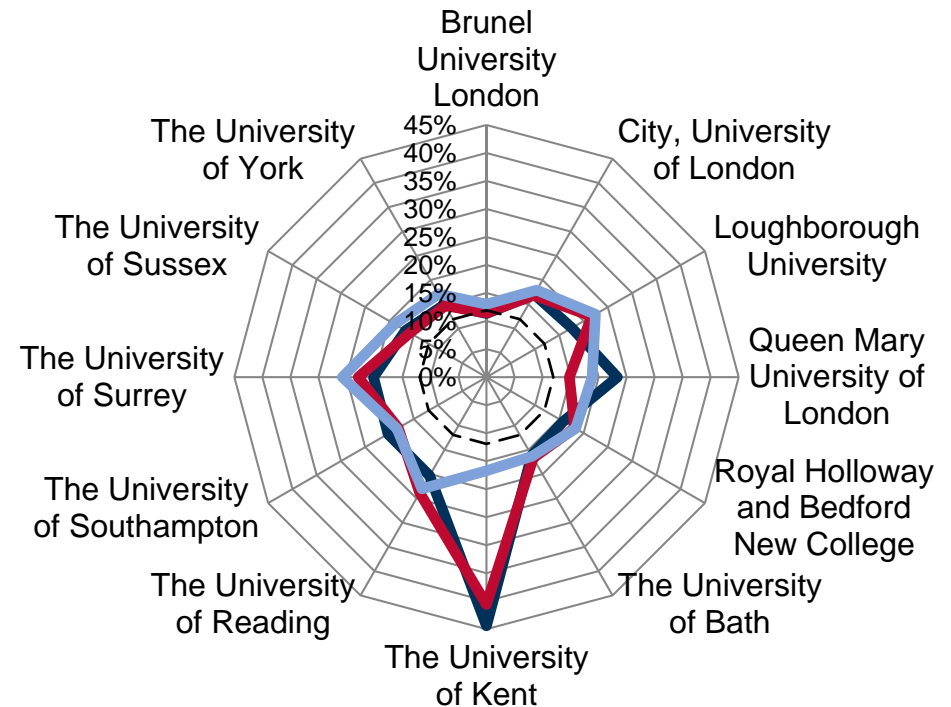 Brunel
University
London
City, University
of London
Loughborough
University
Queen Mary
University of
London
Royal Holloway
and Bedford
New College
The University
of Bath
The University
of Kent
The University
of Reading
The University
of Southampton
The University
of Surrey
The University
of Sussex
The University
of York
45%
40%
35%
30%
25%
20%
15%
10%
5%
0%